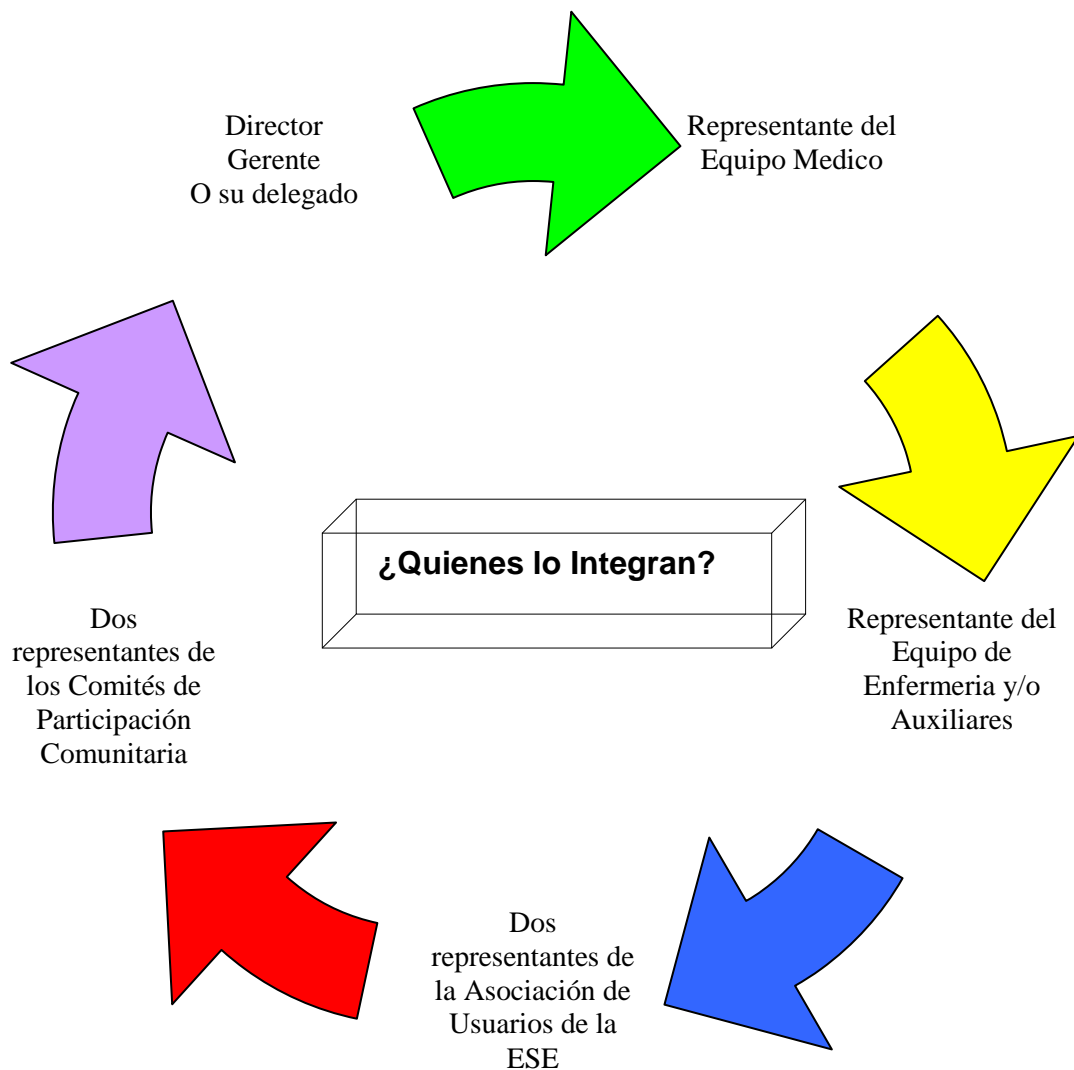 Director
Gerente
O su delegado
Representante del
Equipo Medico
¿Quienes lo Integran?
Representante del
Equipo de
Enfermeria y/o
Auxiliares
Dos
representantes de
la Asociación de
Usuarios de la
ESE
Dos
representantes de
los Comités de
Participación
Comunitaria